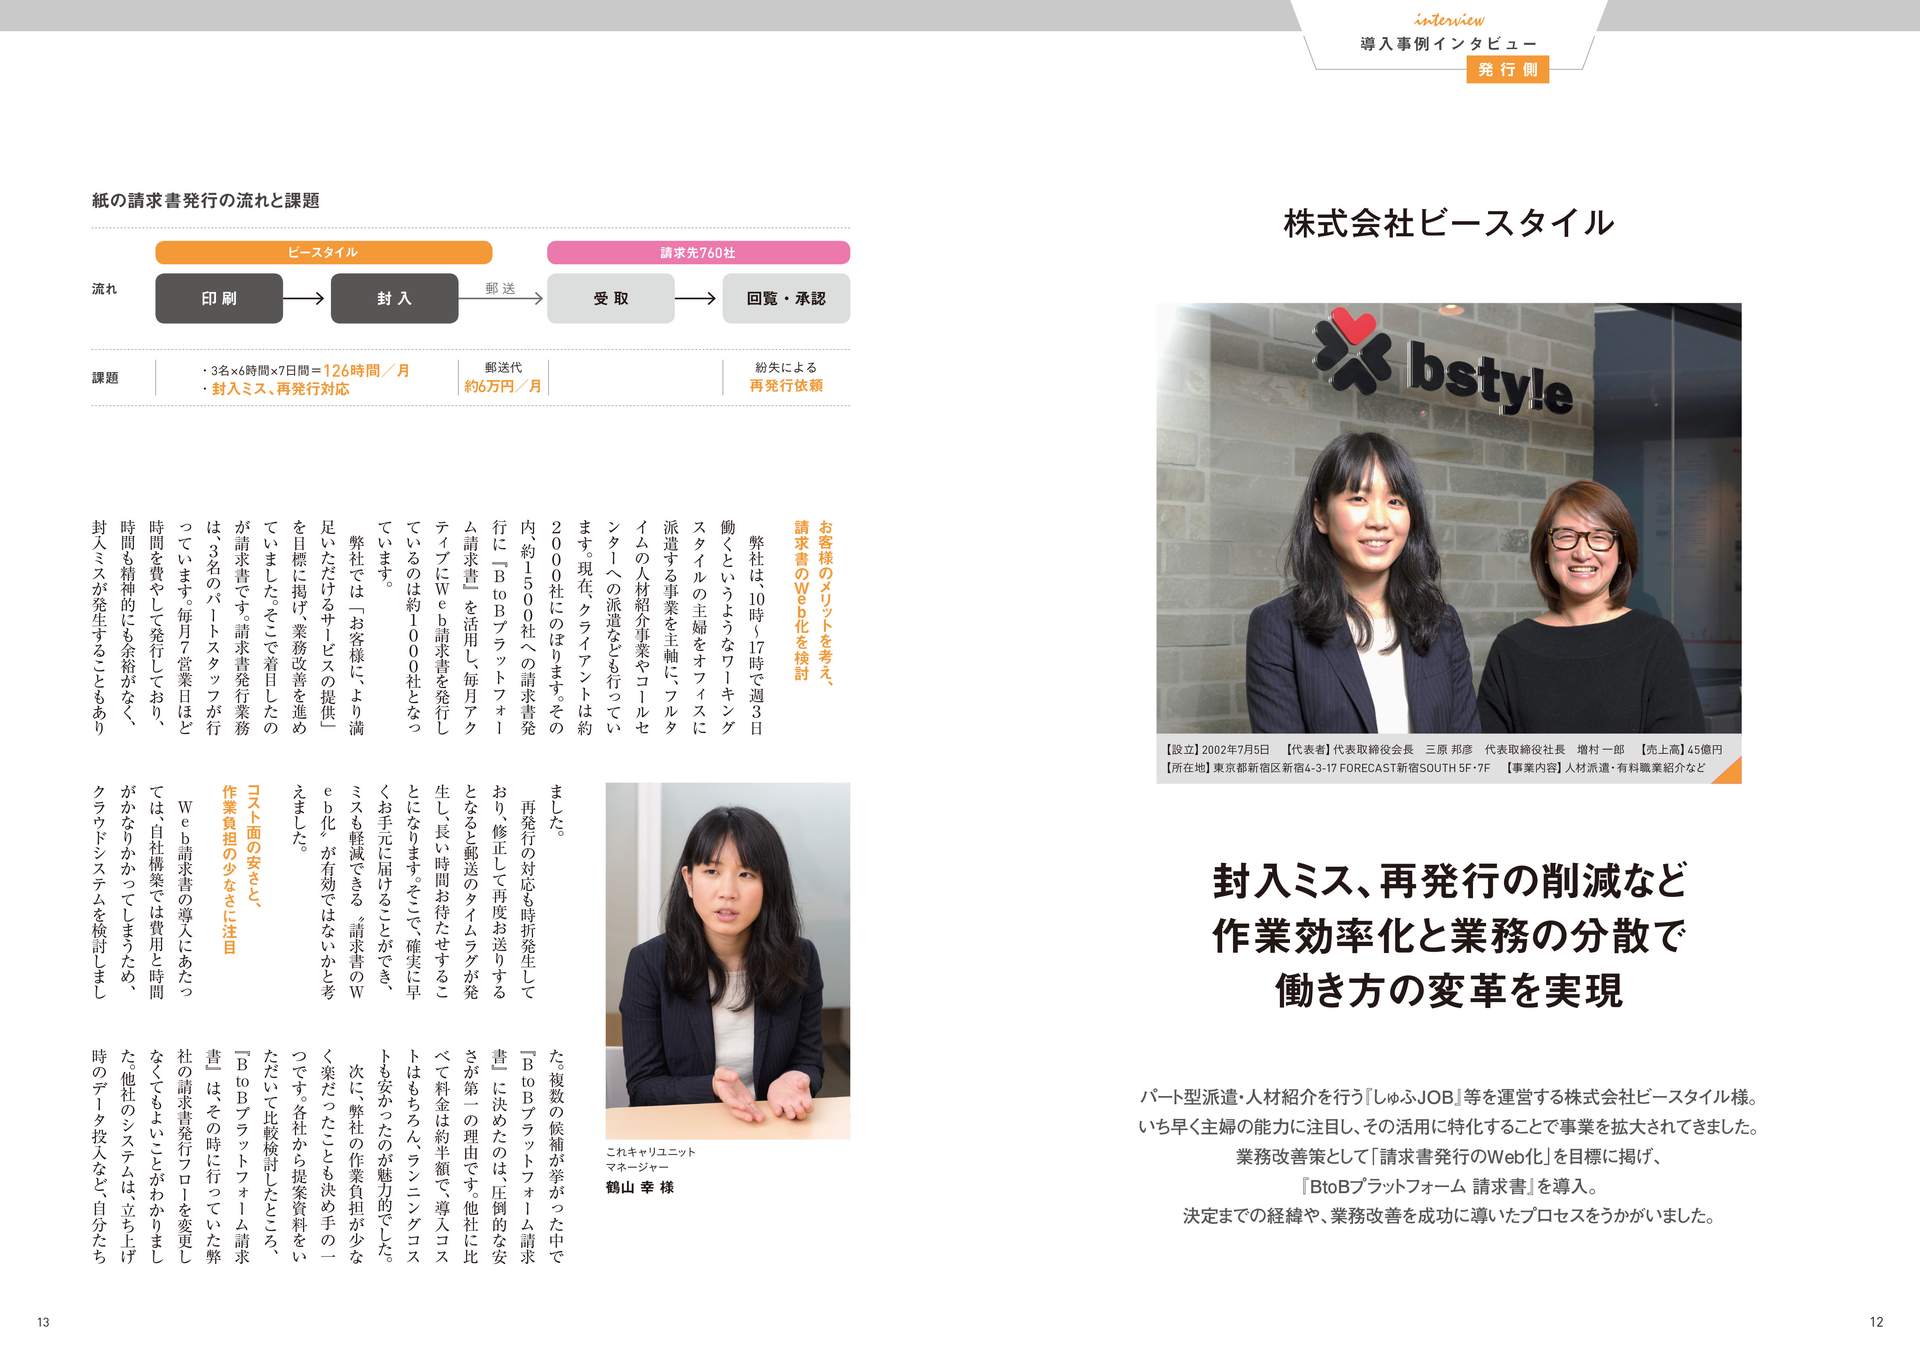 interview
導入事例インタビュー
発行側
株式会社ビースタイル
bstyle
【設立】2002年7月5日 【代表者】代表取締役会長 三原 邦彦 代表取締役社長 増村 一郎 【売上高】45億円
【所在地】東京都新宿区新宿4-3-17 FORECAST新宿SOUTH 5F・7F 【事業内容】人材派遣・有料職業紹介など
封入ミス、再発行の削減など
作業効率化と業務の分散で
働き方の変革を実現
パート型派遣・人材紹介を行う『しゅふJOB』等を運営する株式会社ビースタイル様。
いち早く主婦の能力に注目し、その活用に特化することで事業を拡大されてきました。
業務改善策として「請求書発行のWeb化」を目標に掲げ、
『BtoBプラットフォーム 請求書』を導入。
決定までの経緯や、業務改善を成功に導いたプロセスをうかがいました。
12
紙の請求書発行の流れと課題
ビースタイル
請求先760社
流れ
印刷
封入
郵送
受取
回覧・承認
課題
・3名×6時間×7日間＝126時間／月
・封入ミス、再発行対応
郵送代
約6万円／月
紛失による
再発行依頼
お客様のメリットを考え、
請求書のWeb化を検討
弊社は、10時〜17時で週3日
働くというようなワーキング
スタイルの主婦をオフィスに
派遣する事業を主軸に、フルタ
イムの人材紹介事業やコールセ
ンターへの派遣なども行ってい
ます。現在、クライアントは約
2000社にのぼります。その
内、約1500社への請求書発
行に『BtoBプラットフォー
ム請求書』を活用し、毎月アク
ティブにWeb請求書を発行し
ているのは約1000社となっ
ています。
弊社では「お客様に、より満
足いただけるサービスの提供」
を目標に掲げ、業務改善を進め
ていました。そこで着目したの
が請求書です。請求書発行業務
は、3名のパートスタッフが行
っています。毎月7営業日ほど
時間を費やして発行しており、
時間も精神的にも余裕がなく、
封入ミスが発生することもあり
ました。
再発行の対応も時折発生して
おり、修正して再度お送りする
となると郵送のタイムラグが発
生し、長い時間お待たせするこ
とになります。そこで、確実に早
くお手元に届けることができ、
ミスも軽減できる〝請求書のW
eb化〟が有効ではないかと考
えました。
コスト面の安さと、
作業負担の少なさに注目
Web請求書の導入にあたっ
ては、自社構築では費用と時間
がかなりかかってしまうため、
クラウドシステムを検討しまし
た。複数の候補が挙がった中で
『BtoBプラットフォーム請求
書』に決めたのは、圧倒的な安
さが第一の理由です。他社に比
べて料金は約半額で、導入コス
トはもちろん、ランニングコス
トも安かったのが魅力的でした。
次に、弊社の作業負担が少な
く楽だったことも決め手の一
つです。各社から提案資料をい
ただいて比較検討したところ、
『BtoBプラットフォーム請求
書』は、その時に行っていた弊
社の請求書発行フローを変更し
なくてもよいことがわかりまし
た。他社のシステムは、立ち上げ
時のデータ投入など、自分たち
これキャリユニット
マネージャー
鶴山 幸 様
13